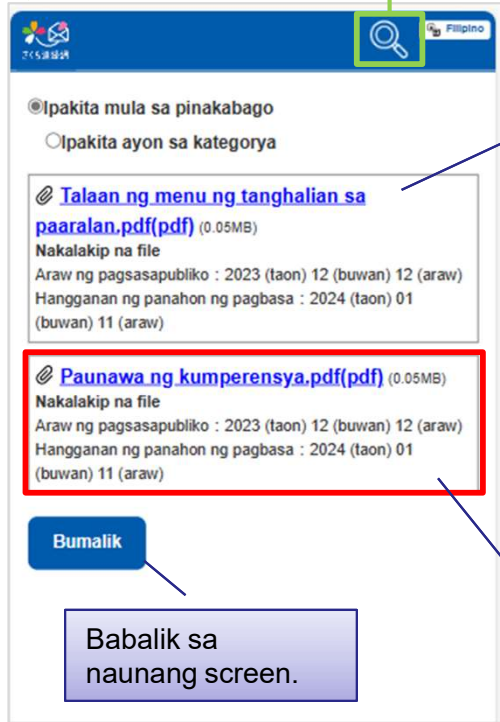 さくら連絡網
Filipino
Ipakita mula sa pinakabago
Ipakita ayon sa kategorya
Talaan ng menu ng tanghalian sa
paaralan.pdf(pdf) (0.05MB)
Nakalakip na file
Araw ng pagsasapubliko：2023 (taon) 12 (buwan) 12 (araw)
Hangganan ng panahon ng pagbasa：2024 (taon) 01
(buwan) 11 (araw)
Paunawa ng kumperensya.pdf(pdf) (0.05MB)
Nakalakip na file
Araw ng pagsasapubliko：2023 (taon) 12 (buwan) 12 (araw)
Hangganan ng panahon ng pagbasa：2024 (taon) 01
(buwan) 11 (araw)
Bumalik
Babalik sa
naunang screen.